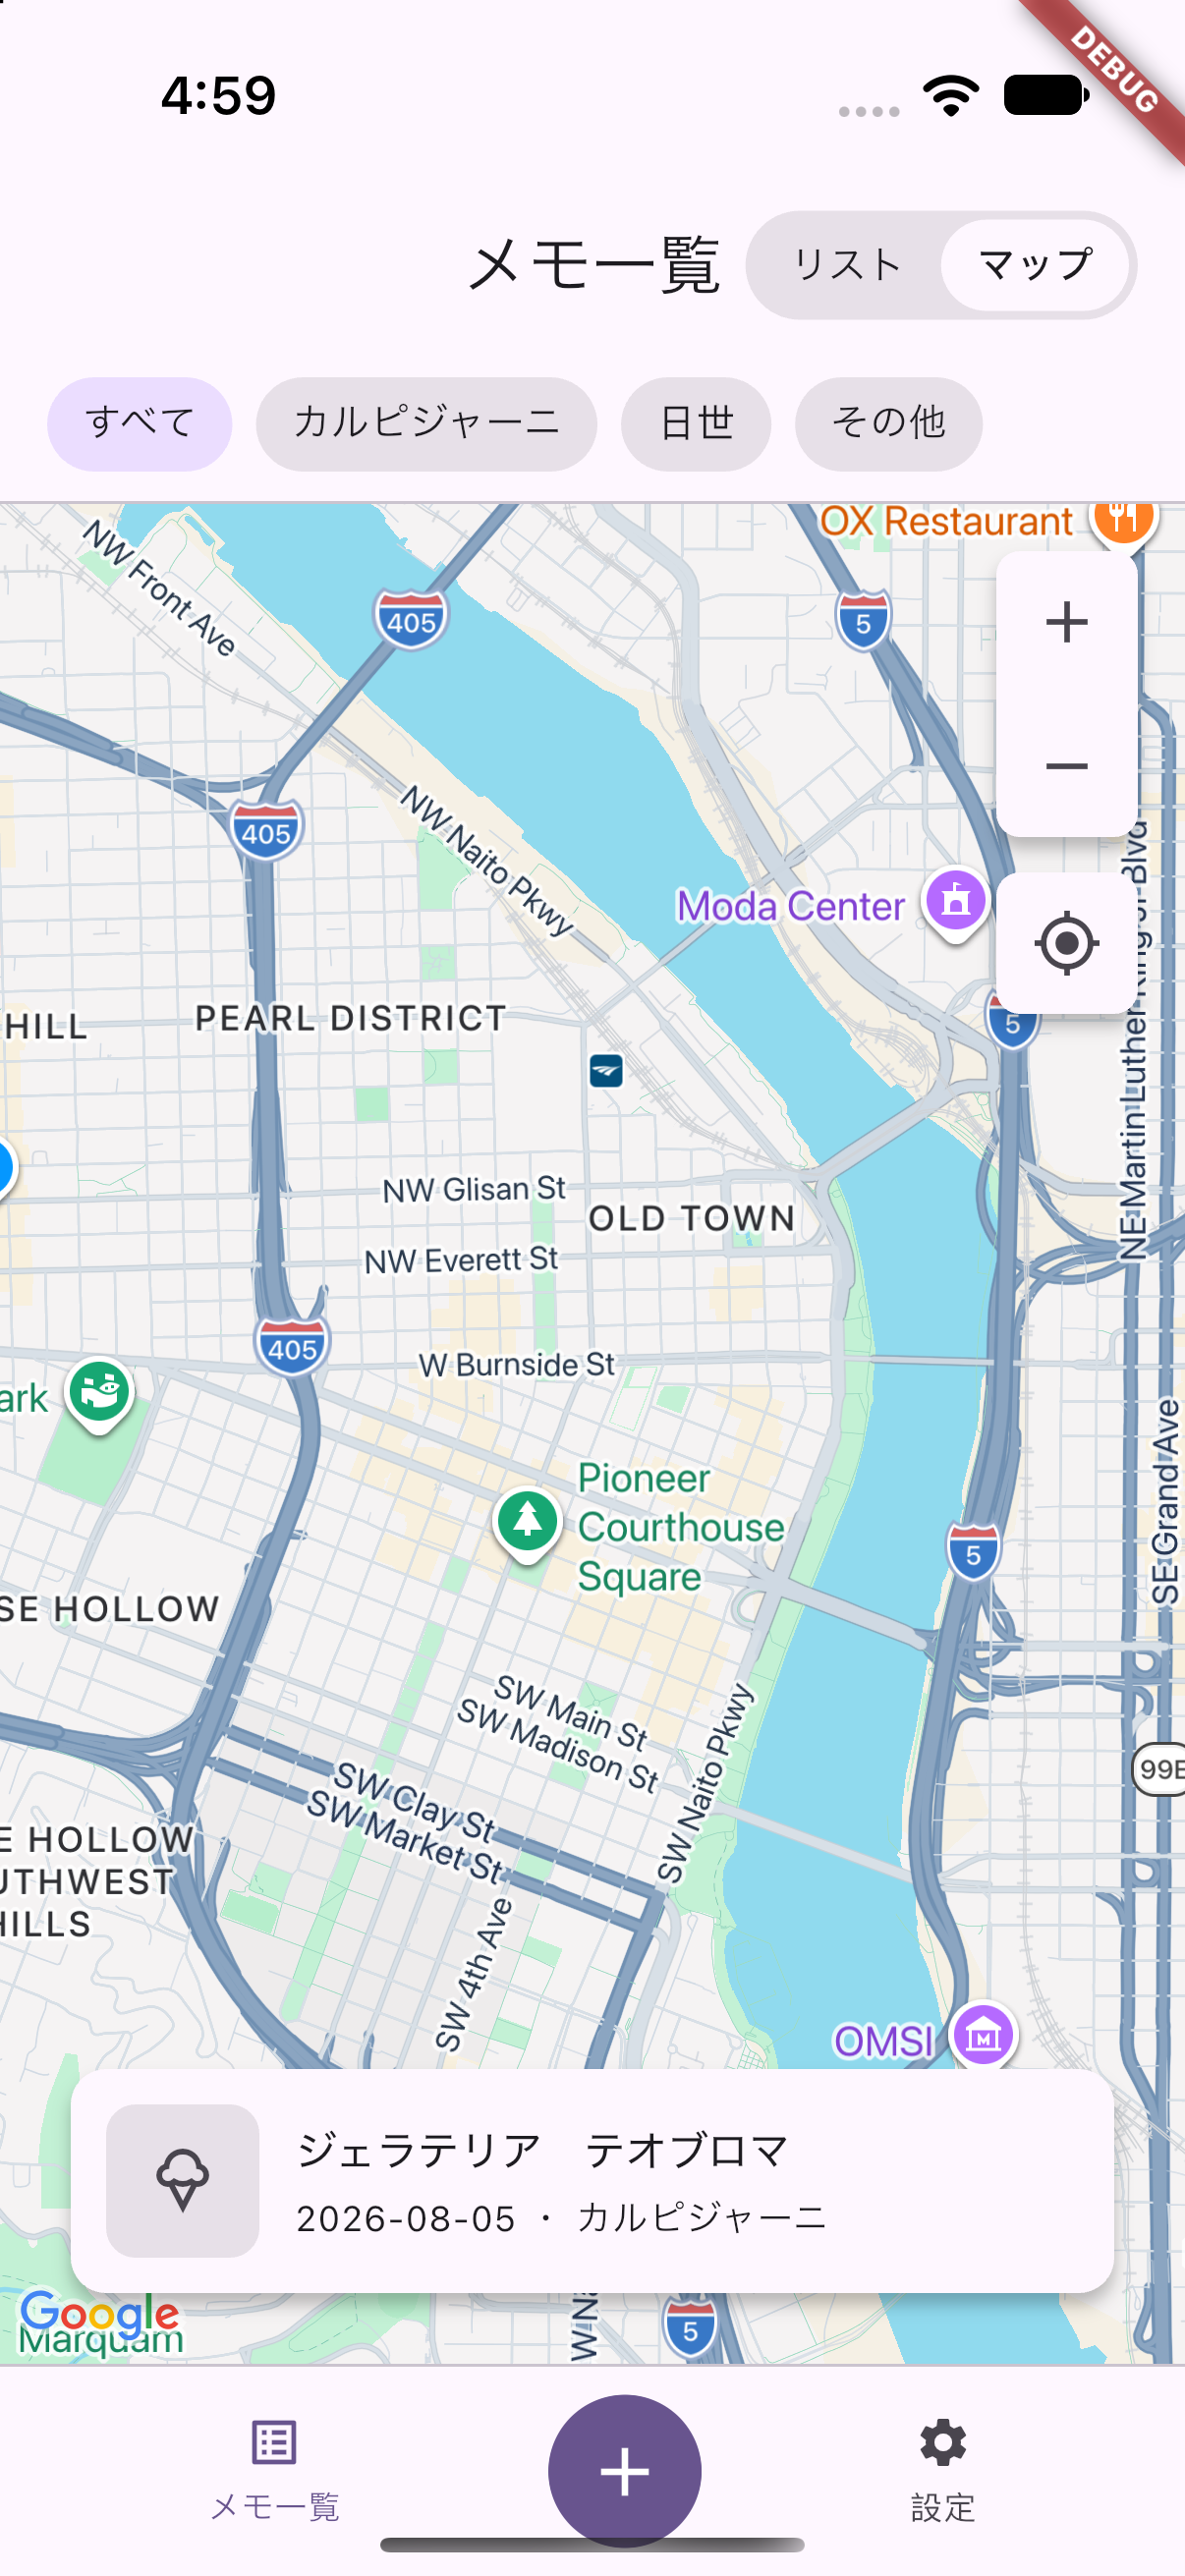 4:59
DEBUG
メモ一覧
リスト
マップ
すべて
カルピジャーニ
日世
その他
OX Restaurant
NW Front Ave
405
5
405
NW Naito Pkwy
Moda Center
NE Martin Luther King Jr Blvd
5
HILL
PEARL DISTRICT
NW Glisan St
OLD TOWN
NW Everett St
405
W Burnside St
ark
Pioneer
Courthouse
Square
SE Grand Ave
5
SE HOLLOW
SW Main St
SW Madison St
SW Naito Pkwy
99E
SW Clay St
SW Market St
E HOLLOW
UTHWEST
HILLS
SW 4th Ave
OMSI
M
ジェラテリア　テオブロマ
2026-08-05 ・ カルピジャーニ
Google
Marquam
W Na
5
メモ一覧
設定